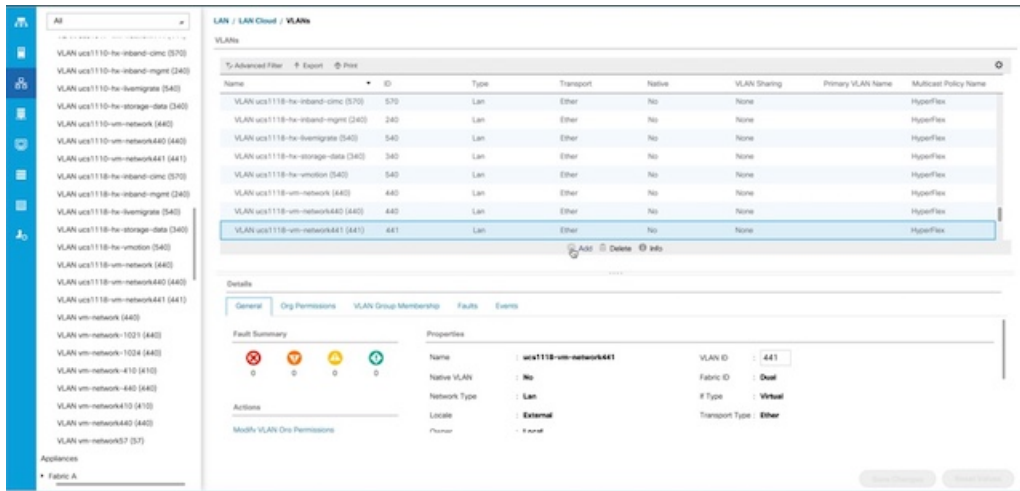 All
LAN / LAN Cloud / VLANs
VLANs
VLAN ucs1110-hx-inband-cimc (570)
VLAN ucs1110-hx-inband-mgmt (240)
VLAN ucs1110-hx-livemigrate (540)
VLAN ucs1110-hx-storage-data (340)
VLAN ucs1110-vm-network (440)
VLAN ucs1110-vm-network440 (440)
VLAN ucs1110-vm-network441 (441)
VLAN ucs1118-hx-inband-cimc (570)
VLAN ucs1118-hx-inband-mgmt (240)
VLAN ucs1118-hx-livemigrate (540)
VLAN ucs1118-hx-storage-data (340)
VLAN ucs1118-hx-vmotion (540)
VLAN ucs1118-vm-network (440)
VLAN ucs1118-vm-network440 (440)
VLAN ucs1118-vm-network441 (441)
VLAN vm-network (440)
VLAN vm-network-1021 (440)
VLAN vm-network-1024 (440)
VLAN vm-network-410 (410)
VLAN vm-network-440 (440)
VLAN vm-network410 (410)
VLAN vm-network440 (440)
VLAN vm-network57 (57)
Appliances
Fabric A
Advanced Filter Export Print
Name ID Type Transport Native VLAN Sharing Primary VLAN Name Multicast Policy Name
VLAN ucs1118-hx-inband-cimc (570) 570 Lan Ether No None HyperFlex
VLAN ucs1118-hx-inband-mgmt (240) 240 Lan Ether No None HyperFlex
VLAN ucs1118-hx-livemigrate (540) 540 Lan Ether No None HyperFlex
VLAN ucs1118-hx-storage-data (340) 340 Lan Ether No None HyperFlex
VLAN ucs1118-hx-vmotion (540) 540 Lan Ether No None HyperFlex
VLAN ucs1118-vm-network (440) 440 Lan Ether No None HyperFlex
VLAN ucs1118-vm-network440 (440) 440 Lan Ether No None HyperFlex
VLAN ucs1118-vm-network441 (441) 441 Lan Ether No None HyperFlex
Add Delete Info
Details
General Org Permissions VLAN Group Membership Faults Events
Fault Summary
0 0 0 0
Actions
Modify VLAN Org Permissions
Properties
Name : ucs1118-vm-network441 VLAN ID : 441
Native VLAN : No Fabric ID : Dual
Network Type : Lan If Type : Virtual
Locale : External Transport Type : Ether
Owner : Local
Save Changes Reset Values